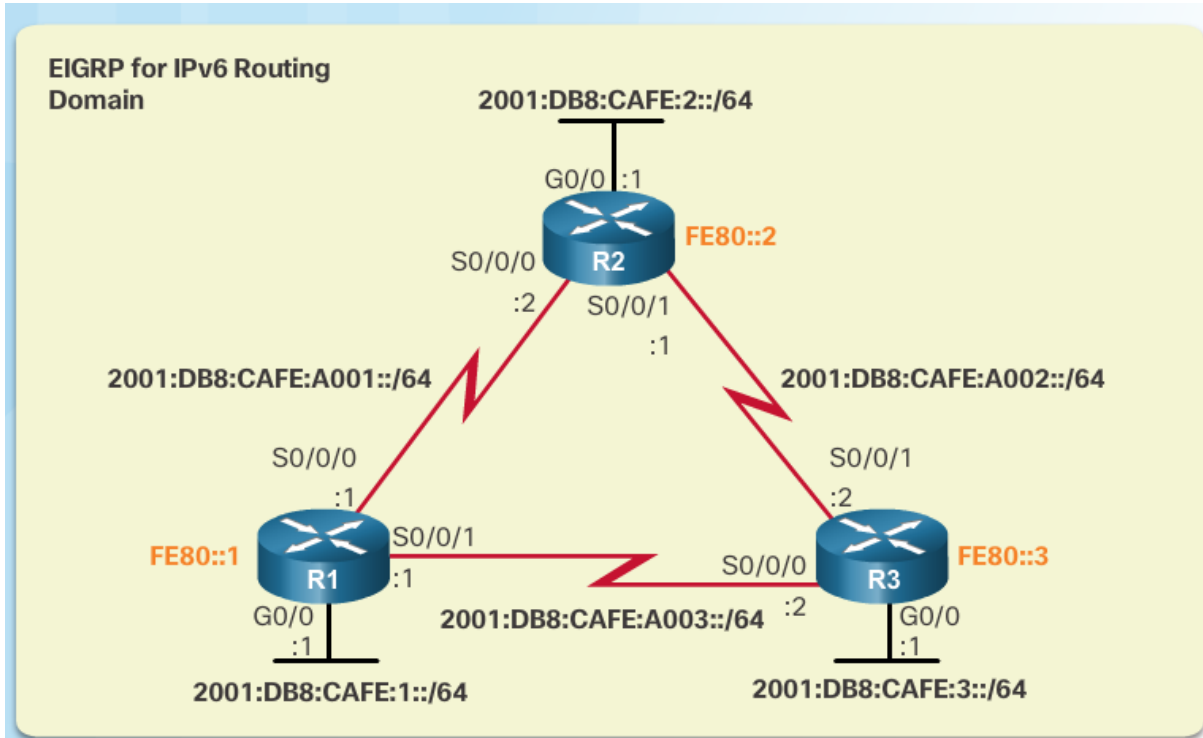 EIGRP for IPv6 Routing
Domain
2001:DB8:CAFE:2::/64
G0/0 :1
FE80::2
R2
S0/0/0
:2
S0/0/1
:1
2001:DB8:CAFE:A001::/64
2001:DB8:CAFE:A002::/64
S0/0/0
:1
S0/0/1
:2
FE80::1
R1
S0/0/1
:1
S0/0/0
:2
R3
FE80::3
2001:DB8:CAFE:A003::/64
G0/0
:1
G0/0
:1
2001:DB8:CAFE:1::/64
2001:DB8:CAFE:3::/64